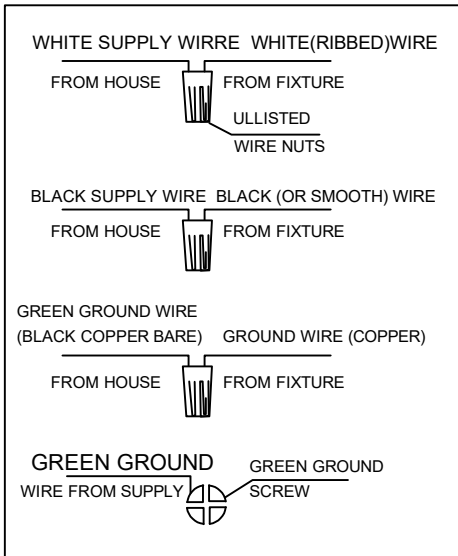 WHITE SUPPLY WIRRE WHITE(RIBBED)WIRE
FROM HOUSE FROM FIXTURE
ULLISTED
WIRE NUTS
BLACK SUPPLY WIRE BLACK (OR SMOOTH) WIRE
FROM HOUSE FROM FIXTURE
GREEN GROUND WIRE
(BLACK COPPER BARE) GROUND WIRE (COPPER)
FROM HOUSE FROM FIXTURE
GREEN GROUND
WIRE FROM SUPPLY
GREEN GROUND
SCREW